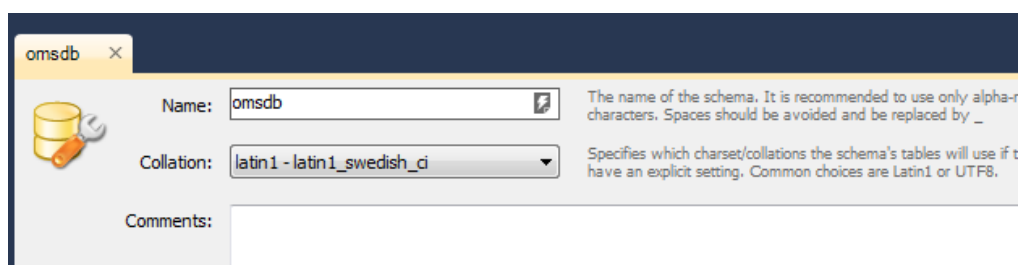 omsdb
Name: omsdb
The name of the schema. It is recommended to use only
characters. Spaces should be avoided and be replaced by _
Collation: latin1 - latin1_swedish_ci
Specifies which charset/collations the schema's tables will use if
have an explicit setting. Common choices are Latin1 or UTF8.
Comments: